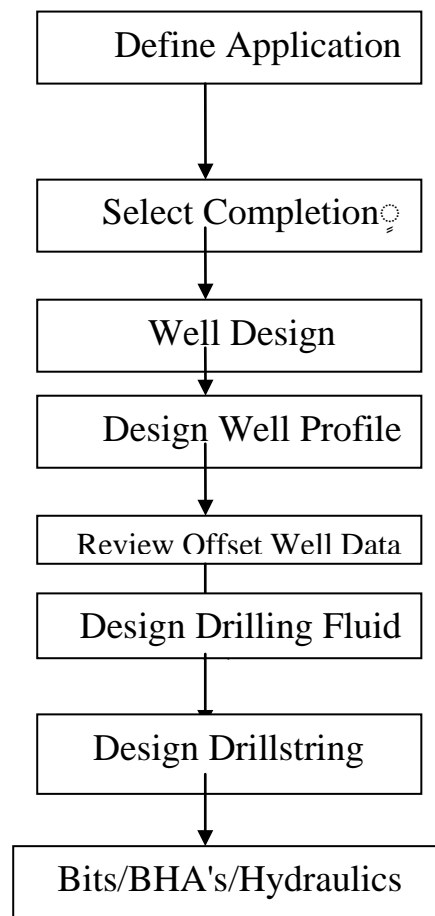 Define Application
Select Completion
Well Design
Design Well Profile
Review Offset Well Data
Design Drilling Fluid
Design Drillstring
Bits/BHA's/Hydraulics